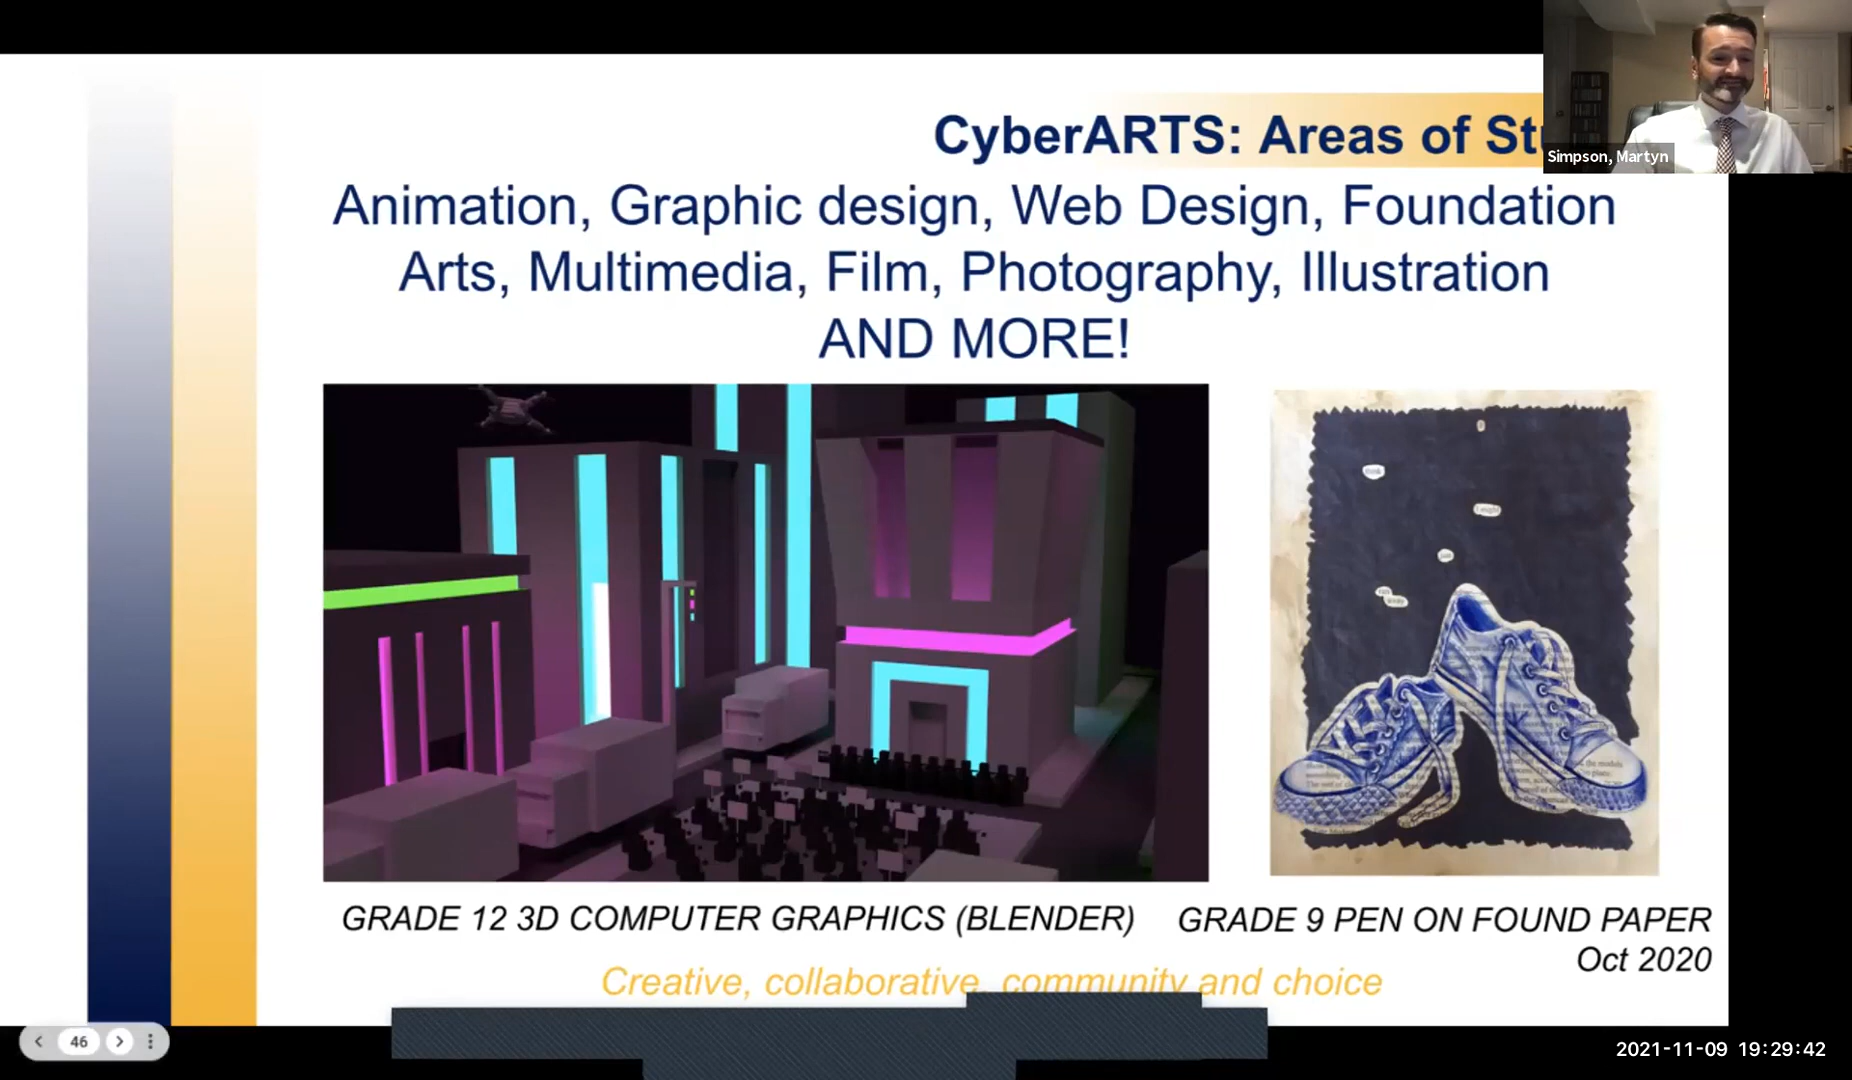 CyberARTS: Areas of
Simpson, Martyn
Animation, Graphic design, Web Design, Foundation
Arts, Multimedia, Film, Photography, Illustration
AND MORE!
GRADE 12 3D COMPUTER GRAPHICS (BLENDER)
GRADE 9 PEN ON FOUND PAPER
Oct 2020
Creative, collaborative, community and choice
46
2021-11-09 19:29:42